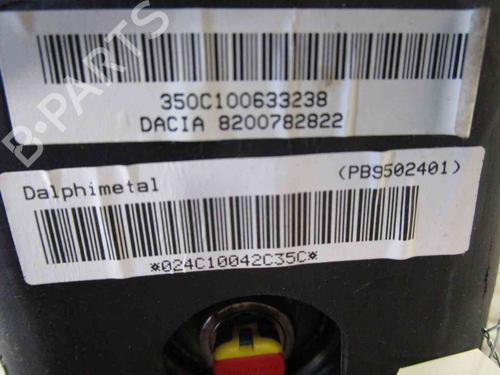 350C100633238
DACIA 8200782822
Dalphimetal (PB9502401)
*024C10042C35C*
B-PARTS